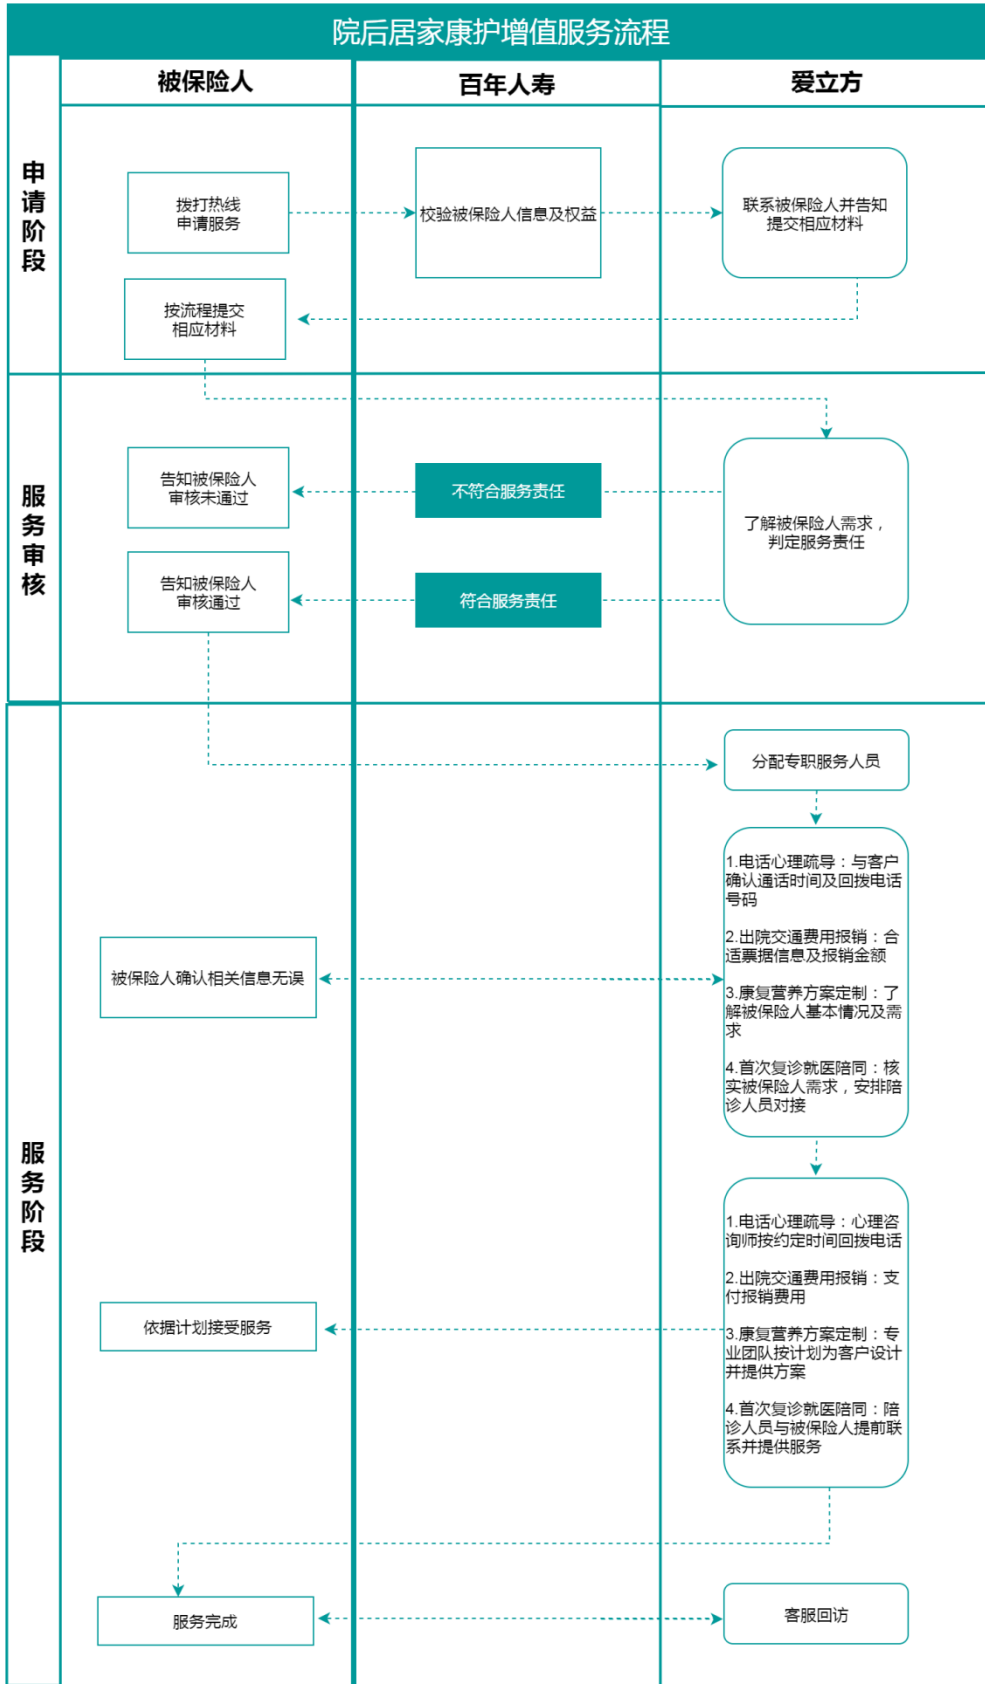 院后居家康护增值服务流程
被保险人
百年人寿
爱立方
申请阶段
拨打热线
申请服务
校验被保险人信息及权益
联系被保险人并告知
提交相应材料
按流程提交
相应材料
服务审核
告知被保险人
审核未通过
不符合服务责任
了解被保险人需求，
判定服务责任
告知被保险人
审核通过
符合服务责任
服务阶段
分配专职服务人员
1.电话心理疏导：与客户
确认通话时间及回拨电话
号码
2.出院交通费用报销：合
适票据信息及报销金额
3.康复营养方案定制：了
解被保险人基本情况及需
求
4.首次复诊就医陪同：核
实被保险人需求，安排陪
诊人员对接
被保险人确认相关信息无误
1.电话心理疏导：心理咨
询师按约定时间回拨电话
2.出院交通费用报销：支
付报销费用
3.康复营养方案定制：专
业团队按计划为客户设计
并提供方案
4.首次复诊就医陪同：陪
诊人员与被保险人提前联
系并提供服务
依据计划接受服务
服务完成
客服回访